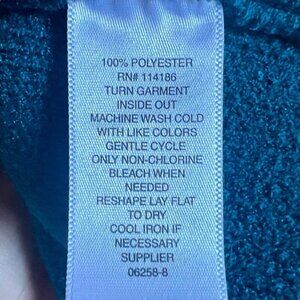 100% POLYESTER
RN# 114186
TURN GARMENT
INSIDE OUT
MACHINE WASH COLD
WITH LIKE COLORS
GENTLE CYCLE
ONLY NON-CHLORINE
BLEACH WHEN
NEEDED
RESHAPE LAY FLAT
TO DRY
COOL IRON IF
NECESSARY
SUPPLIER
06258-8